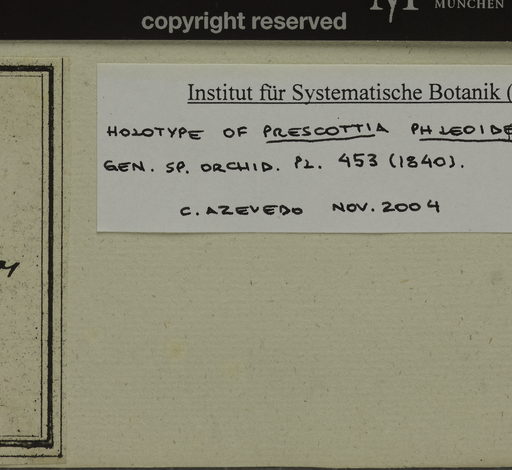 MÜNCHEN
copyright reserved
Institut für Systematische Botanik (
HOLOTYPE OF PRESCOTTIA PHLEOIDE
GEN. SP. ORCHID. PL. 453 (1840).
C. AZEVEDO NOV. 2004